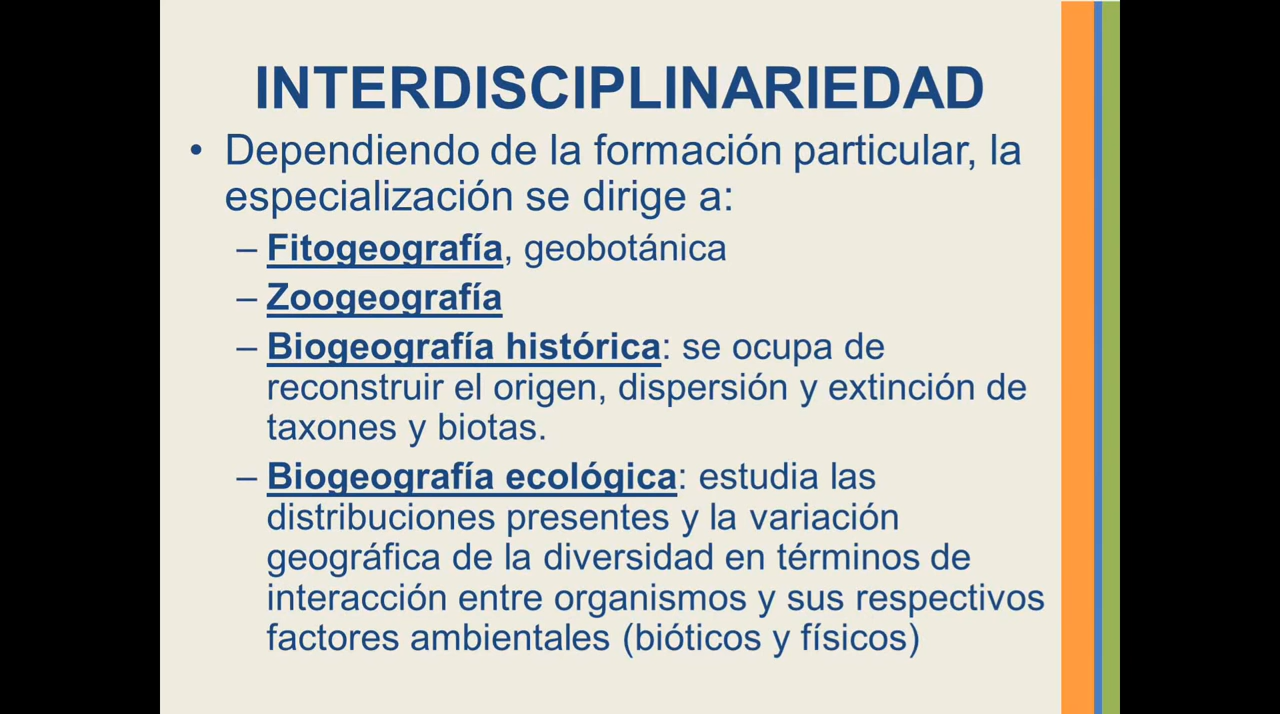 INTERDISCIPLINARIEDAD
• Dependiendo de la formación particular, la
especialización se dirige a:
– Fitogeografía, geobotánica
– Zoogeografía
– Biogeografía histórica: se ocupa de
reconstruir el origen, dispersión y extinción de
taxones y biotas.
– Biogeografía ecológica: estudia las
distribuciones presentes y la variación
geográfica de la diversidad en términos de
interacción entre organismos y sus respectivos
factores ambientales (bióticos y físicos)